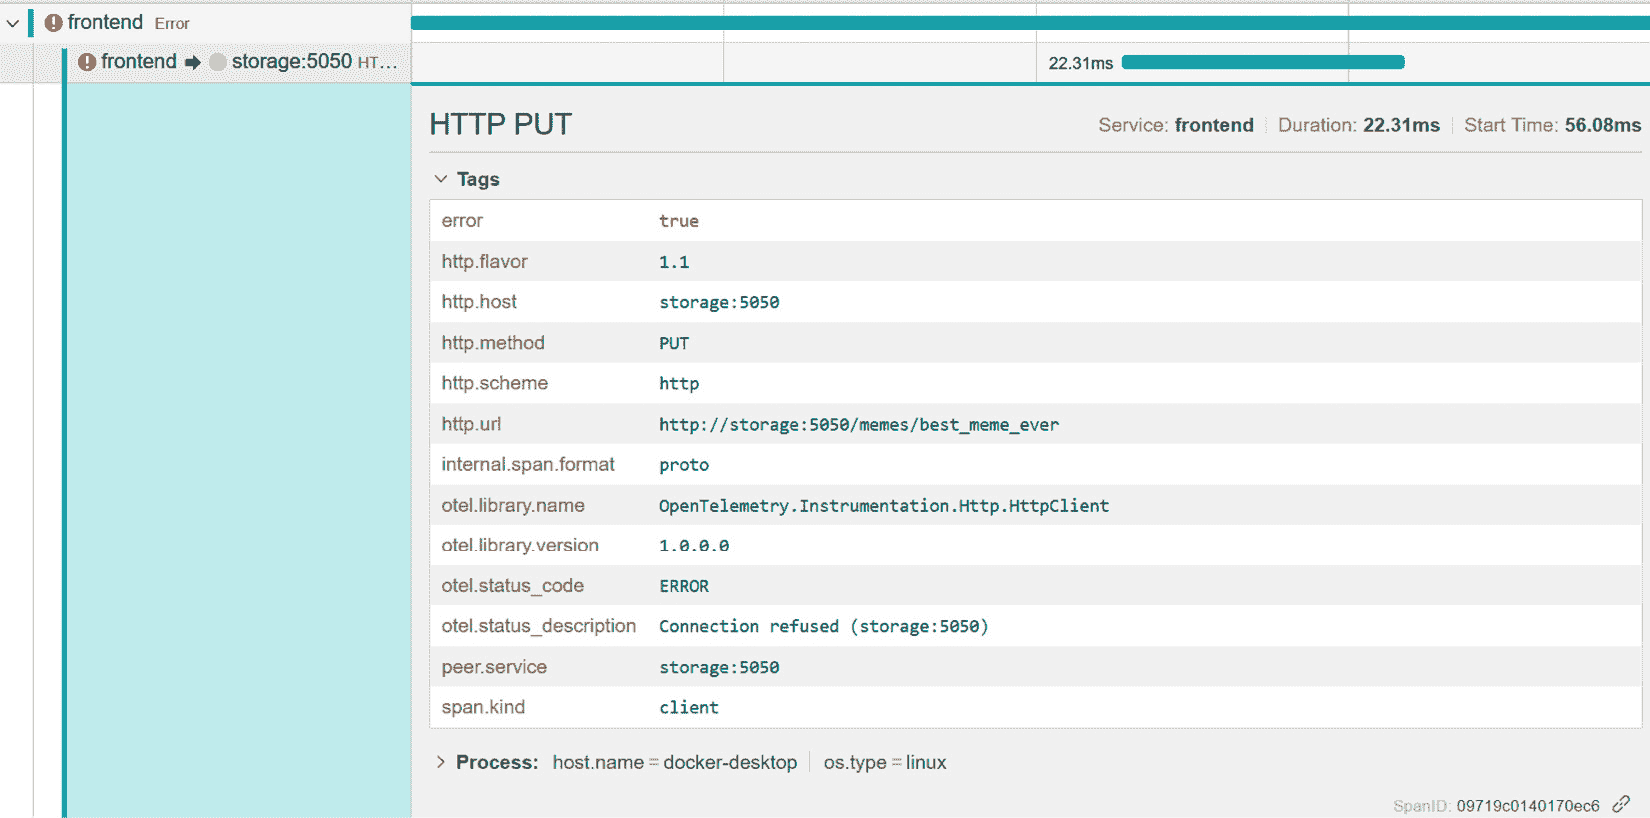 frontend Error
frontend storage:5050 HT...
22.31ms
HTTP PUT
Service: frontend Duration: 22.31ms Start Time: 56.08ms
Tags
error true
http.flavor 1.1
http.host storage:5050
http.method PUT
http.scheme http
http.url http://storage:5050/memes/best_meme_ever
internal.span.format proto
otel.library.name OpenTelemetry.Instrumentation.Http.HttpClient
otel.library.version 1.0.0.0
otel.status_code ERROR
otel.status_description Connection refused (storage:5050)
peer.service storage:5050
span.kind client
Process: host.name = docker-desktop os.type = linux
SpanID: 09719c0140170ec6